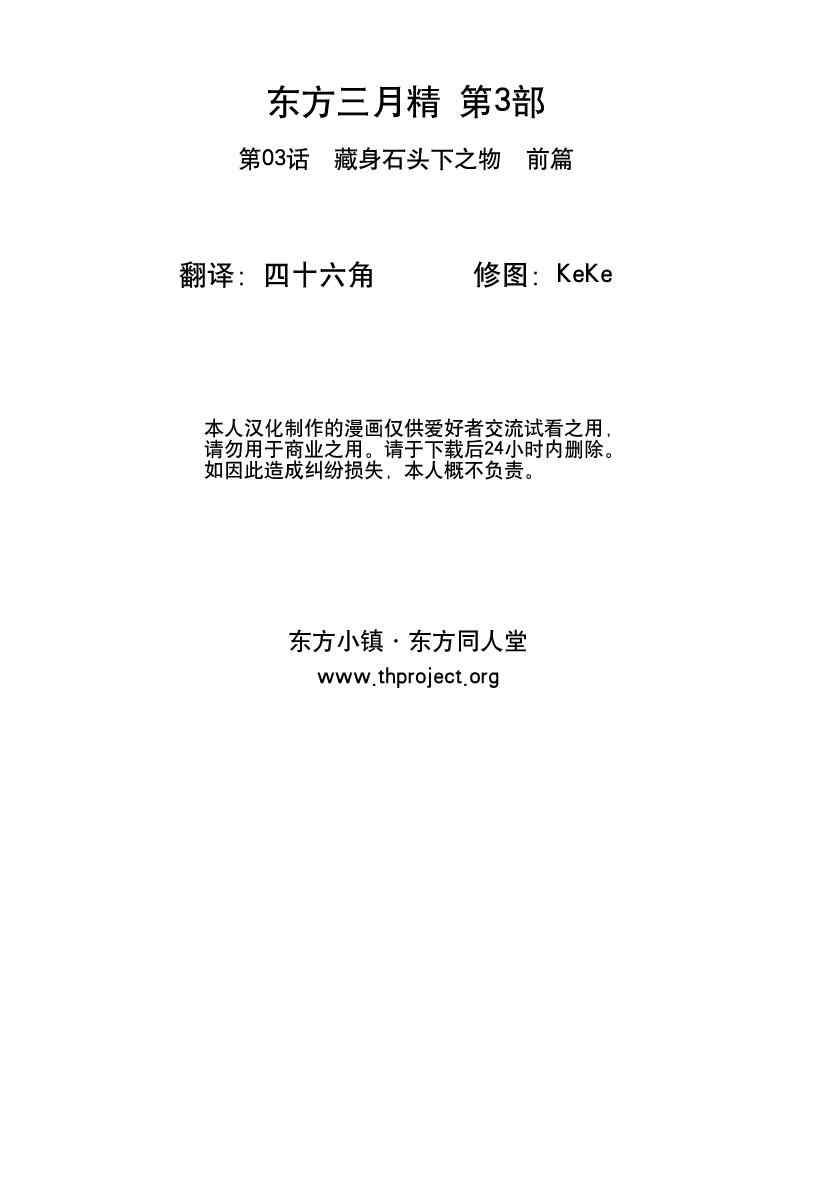 东方三月精 第3部
第03话　藏身石头下之物　前篇
翻译：四十六角　　　修图：KeKe
本人汉化制作的漫画仅供爱好者交流试看之用，
请勿用于商业之用。请于下载后24小时内删除。
如因此造成纠纷损失，本人概不负责。
东方小镇·东方同人堂
www.thproject.org